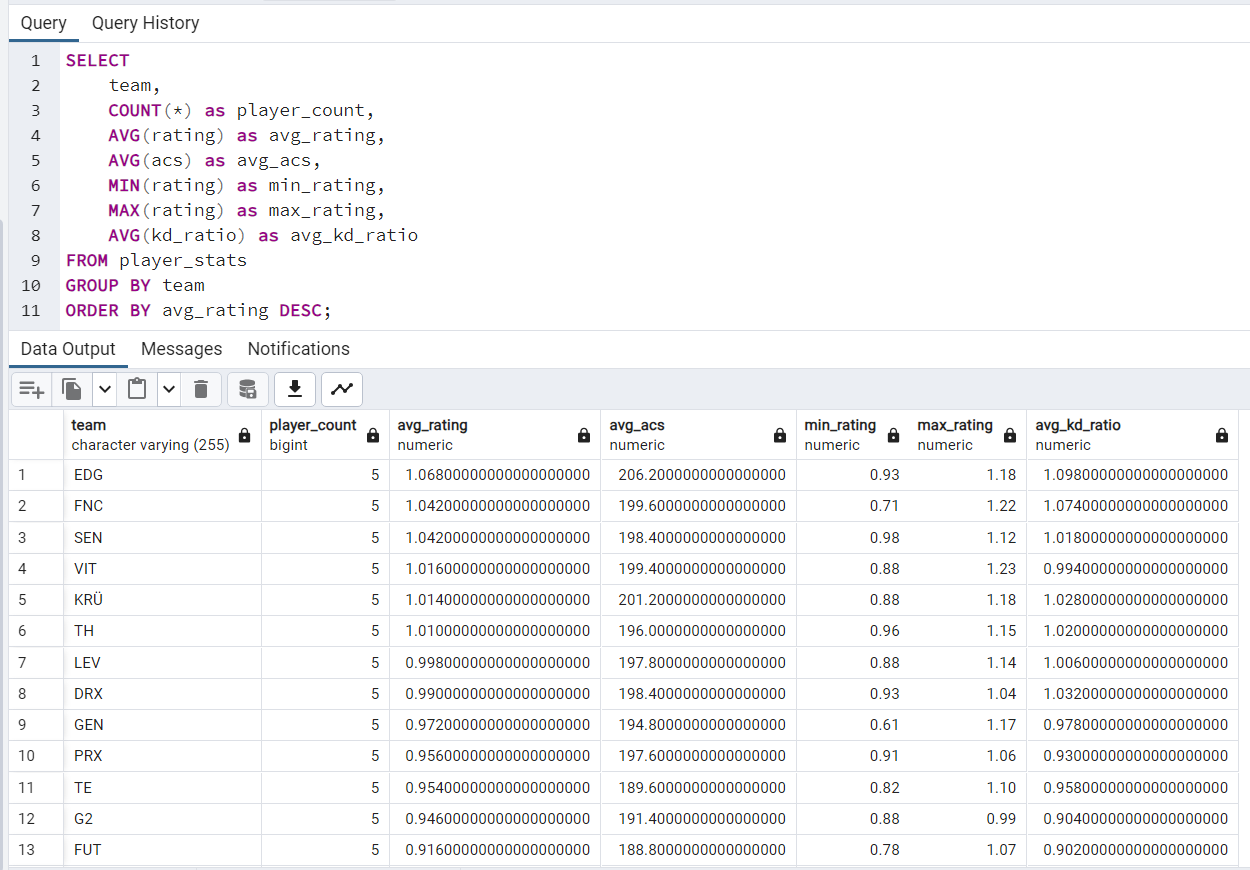 Query Query History
1 SELECT
2 team,
3 COUNT(*) as player_count,
4 AVG(rating) as avg_rating,
5 AVG(acs) as avg_acs,
6 MIN(rating) as min_rating,
7 MAX(rating) as max_rating,
8 AVG(kd_ratio) as avg_kd_ratio
9 FROM player_stats
10 GROUP BY team
11 ORDER BY avg_rating DESC;
Data Output Messages Notifications
team player_count avg_rating avg_acs min_rating max_rating avg_kd_ratio
character varying (255) bigint numeric numeric numeric numeric numeric
1 EDG 5 1.06800000000000000000 206.2000000000000000 0.93 1.18 1.09800000000000000000
2 FNC 5 1.04200000000000000000 199.6000000000000000 0.71 1.22 1.07400000000000000000
3 SEN 5 1.04200000000000000000 198.4000000000000000 0.98 1.12 1.01800000000000000000
4 VIT 5 1.01600000000000000000 199.4000000000000000 0.88 1.23 0.99400000000000000000
5 KRÜ 5 1.01400000000000000000 201.2000000000000000 0.88 1.18 1.02800000000000000000
6 TH 5 1.01000000000000000000 196.0000000000000000 0.96 1.15 1.02000000000000000000
7 LEV 5 0.99800000000000000000 197.8000000000000000 0.88 1.14 1.00600000000000000000
8 DRX 5 0.99000000000000000000 198.4000000000000000 0.93 1.04 1.03200000000000000000
9 GEN 5 0.97200000000000000000 194.8000000000000000 0.61 1.17 0.97800000000000000000
10 PRX 5 0.95600000000000000000 197.6000000000000000 0.91 1.06 0.93000000000000000000
11 TE 5 0.95400000000000000000 189.6000000000000000 0.82 1.10 0.95800000000000000000
12 G2 5 0.94600000000000000000 191.4000000000000000 0.88 0.99 0.90400000000000000000
13 FUT 5 0.91600000000000000000 188.8000000000000000 0.78 1.07 0.90200000000000000000